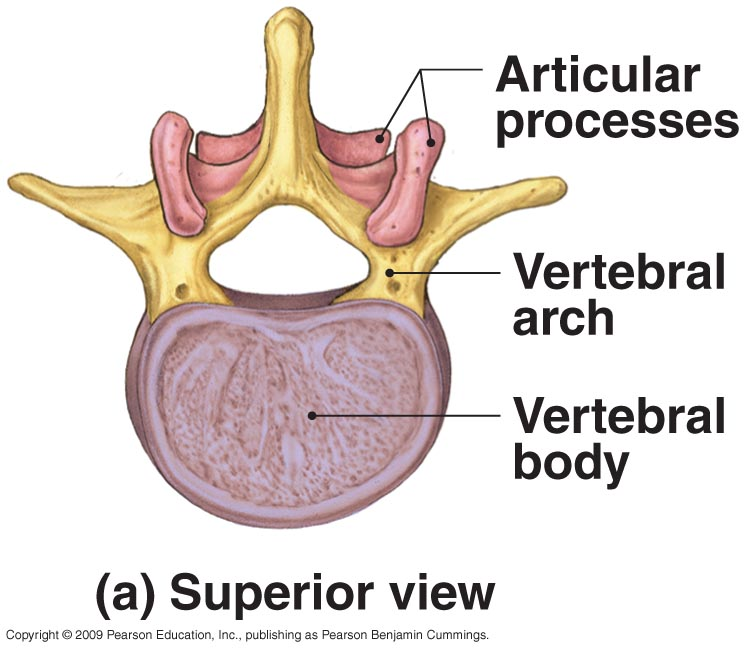 Articular
processes
Vertebral
arch
Vertebral
body
(a) Superior view
Copyright © 2009 Pearson Education, Inc., publishing as Pearson Benjamin Cummings.